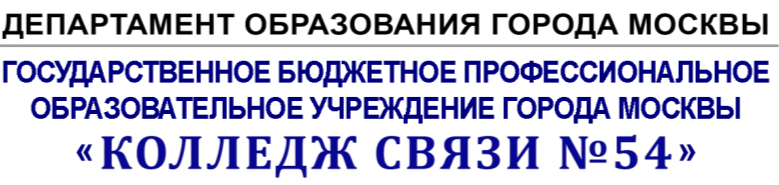 ДЕПАРТАМЕНТ ОБРАЗОВАНИЯ ГОРОДА МОСКВЫ
ГОСУДАРСТВЕННОЕ БЮДЖЕТНОЕ ПРОФЕССИОНАЛЬНОЕ
ОБРАЗОВАТЕЛЬНОЕ УЧРЕЖДЕНИЕ ГОРОДА МОСКВЫ
«КОЛЛЕДЖ СВЯЗИ №54»